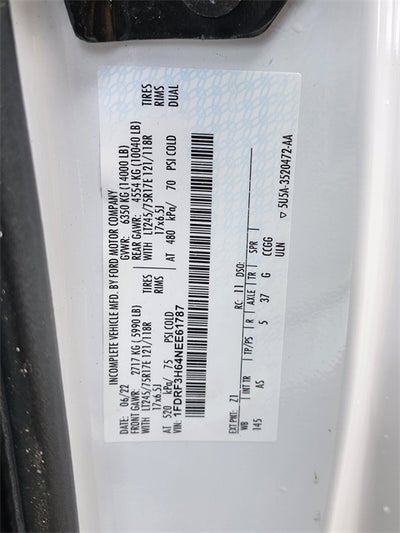 INCOMPLETE VEHICLE MFD. BY FORD MOTOR COMPANY
DATE: 06/22 GVWR: 6350 KG (14000 LB)
FRONT GAWR: 2717 KG (5990 LB) REAR GAWR: 4554 KG (10040 LB)
WITH LT245/75R17E 121/118R WITH LT245/75R17E 121/118R TIRES
17x6.5J 17x6.5J RIMS
AT 520 kPa/ 75 PSI COLD AT 480 kPa/ 70 PSI COLD DUAL
VIN: 1FDRF3H64NEE61787
EXT PNT: Z1 RC: 11 DSO:
WB INT TR TP/PS R AXLE TR SPR
145 AS 5 37 G CCGG
ULN
5U5A-3520472-AA